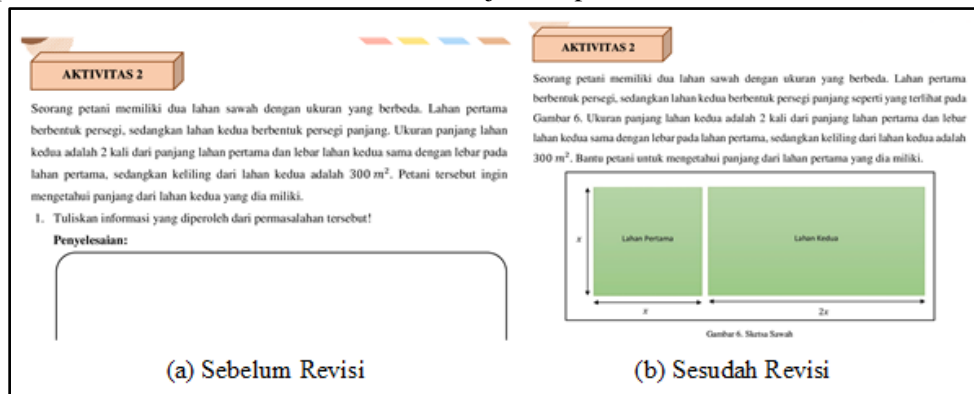 AKTIVITAS 2
Seorang petani memiliki dua lahan sawah dengan ukuran yang berbeda. Lahan pertama
berbentuk persegi, sedangkan lahan kedua berbentuk persegi panjang. Ukuran panjang lahan
kedua adalah 2 kali dari panjang lahan pertama dan lebar lahan kedua sama dengan lebar pada
lahan pertama, sedangkan keliling dari lahan kedua adalah 300 m². Petani tersebut ingin
mengetahui panjang dari lahan kedua yang dia miliki.
1. Tuliskan informasi yang diperoleh dari permasalahan tersebut!
Penyelesaian:
(a) Sebelum Revisi
AKTIVITAS 2
Seorang petani memiliki dua lahan sawah dengan ukuran yang berbeda. Lahan pertama
berbentuk persegi, sedangkan lahan kedua berbentuk persegi panjang seperti yang terlihat pada
Gambar 6. Ukuran panjang lahan kedua adalah 2 kali dari panjang lahan pertama dan lebar
lahan kedua sama dengan lebar pada lahan pertama, sedangkan keliling dari lahan kedua adalah
300 m². Bantu petani untuk mengetahui panjang dari lahan pertama yang dia miliki.
x
Lahan Pertama
Lahan Kedua
x
2x
Gambar 6. Sketsa Sawah
(b) Sesudah Revisi